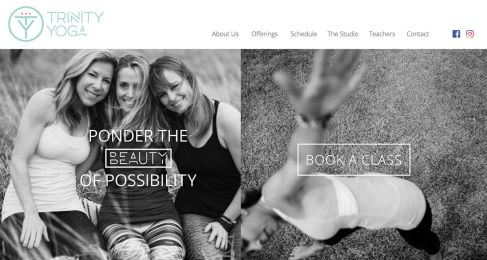 TRINITY
YOGA
About Us Offerings Schedule The Studio Teachers Contact
PONDER THE
BEAUTY
OF POSSIBILITY
BOOK A CLASS